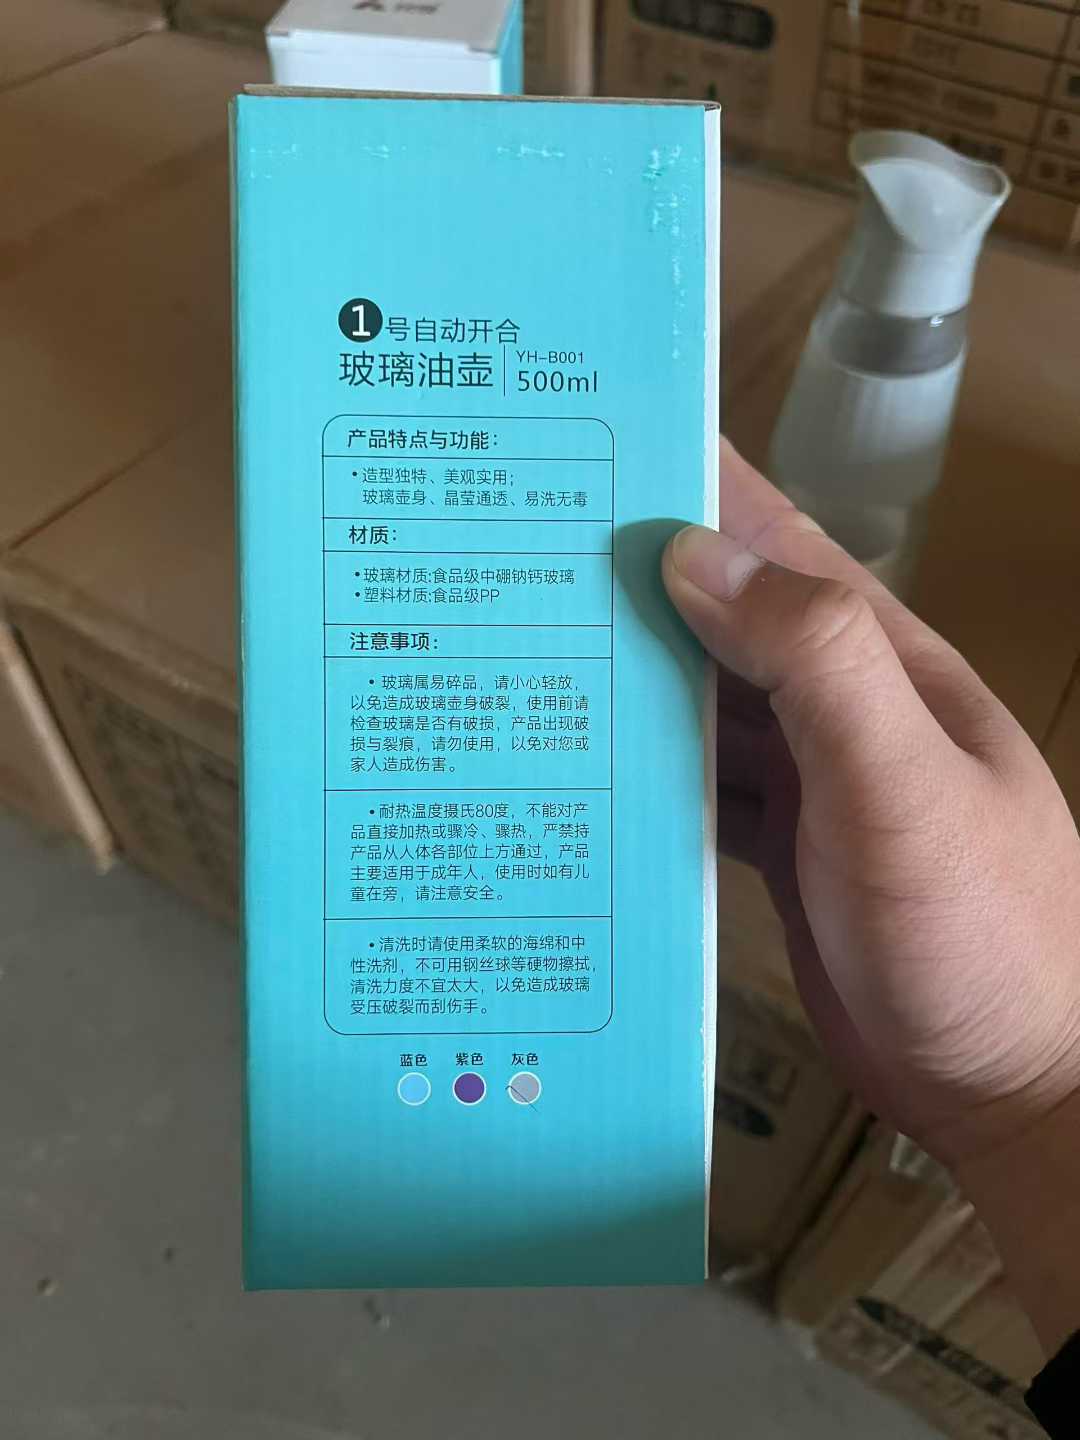 1号自动开合
玻璃油壶
YH-B001
500ml
产品特点与功能：
•造型独特、美观实用；
玻璃壶身、晶莹通透、易洗无毒
材质：
•玻璃材质:食品级中硼钠钙玻璃
•塑料材质:食品级PP
注意事项：
•玻璃属易碎品，请小心轻放，
以免造成玻璃壶身破裂，使用前请
检查玻璃是否有破损，产品出现破
损与裂痕，请勿使用，以免对您或
家人造成伤害。
•耐热温度摄氏80度，不能对产
品直接加热或骤冷、骤热，严禁持
产品从人体各部位上方通过，产品
主要适用于成年人，使用时如有儿
童在旁，请注意安全。
•清洗时请使用柔软的海绵和中
性洗剂，不可用钢丝球等硬物擦拭，
清洗力度不宜太大，以免造成玻璃
受压破裂而刮伤手。
蓝色 紫色 灰色